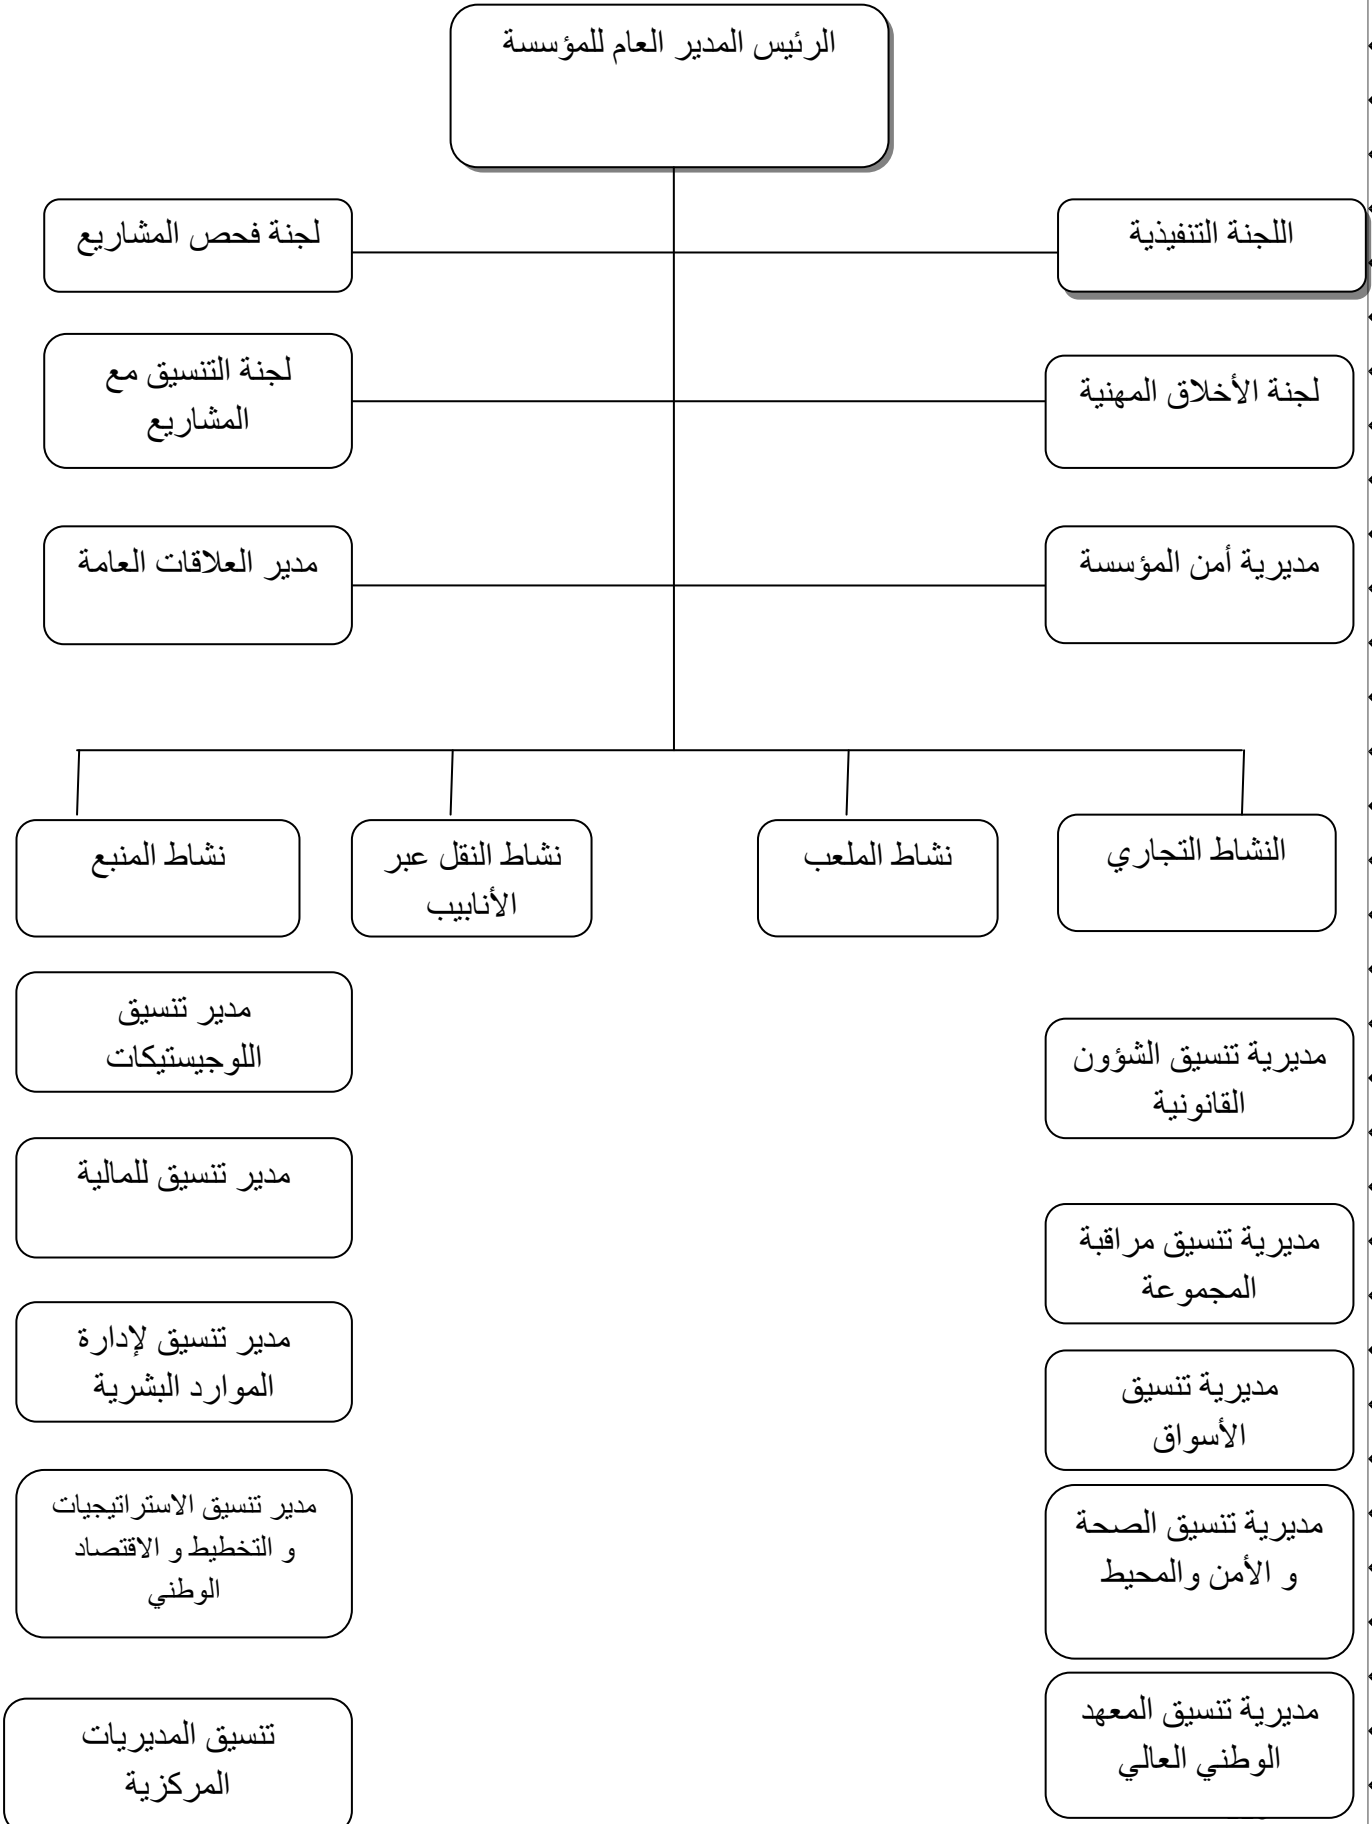 الرئيس المدير العام للمؤسسة
اللجنة التنفيذية
لجنة فحص المشاريع
لجنة الأخلاق المهنية
لجنة التنسيق مع
المشاريع
مديرية أمن المؤسسة
مدير العلاقات العامة
النشاط التجاري
نشاط الملعب
نشاط النقل عبر
الأنابيب
نشاط المنبع
مديرية تنسيق الشؤون
القانونية
مدير تنسيق
اللوجيستيكات
مديرية تنسيق مراقبة
المجموعة
مدير تنسيق للمالية
مديرية تنسيق
الأسواق
مدير تنسيق لإدارة
الموارد البشرية
مديرية تنسيق الصحة
و الأمن والمحيط
مدير تنسيق الاستراتيجيات
و التخطيط و الاقتصاد
الوطني
مديرية تنسيق المعهد
الوطني العالي
تنسيق المديريات
المركزية